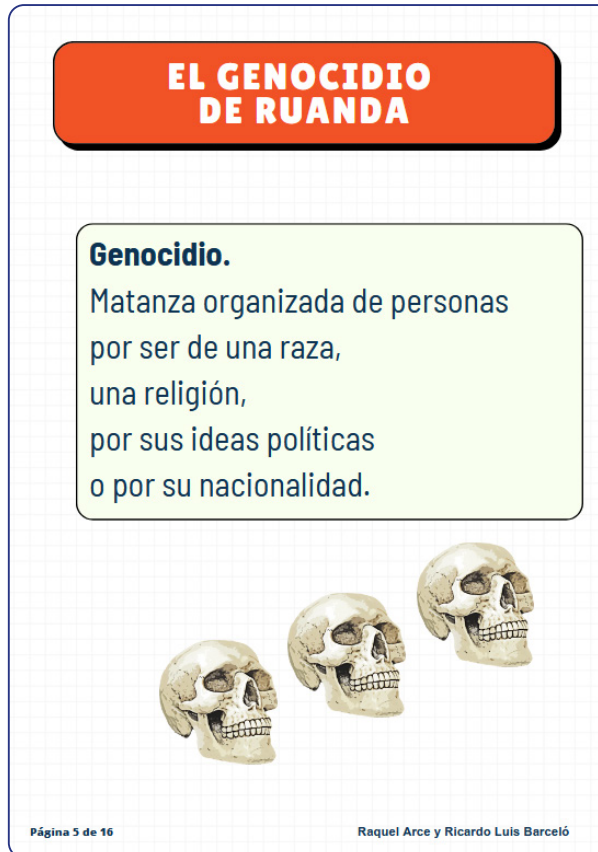 EL GENOCIDIO
DE RUANDA
Genocidio.
Matanza organizada de personas
por ser de una raza,
una religión,
por sus ideas políticas
o por su nacionalidad.
Página 5 de 16
Raquel Arce y Ricardo Luis Barceló